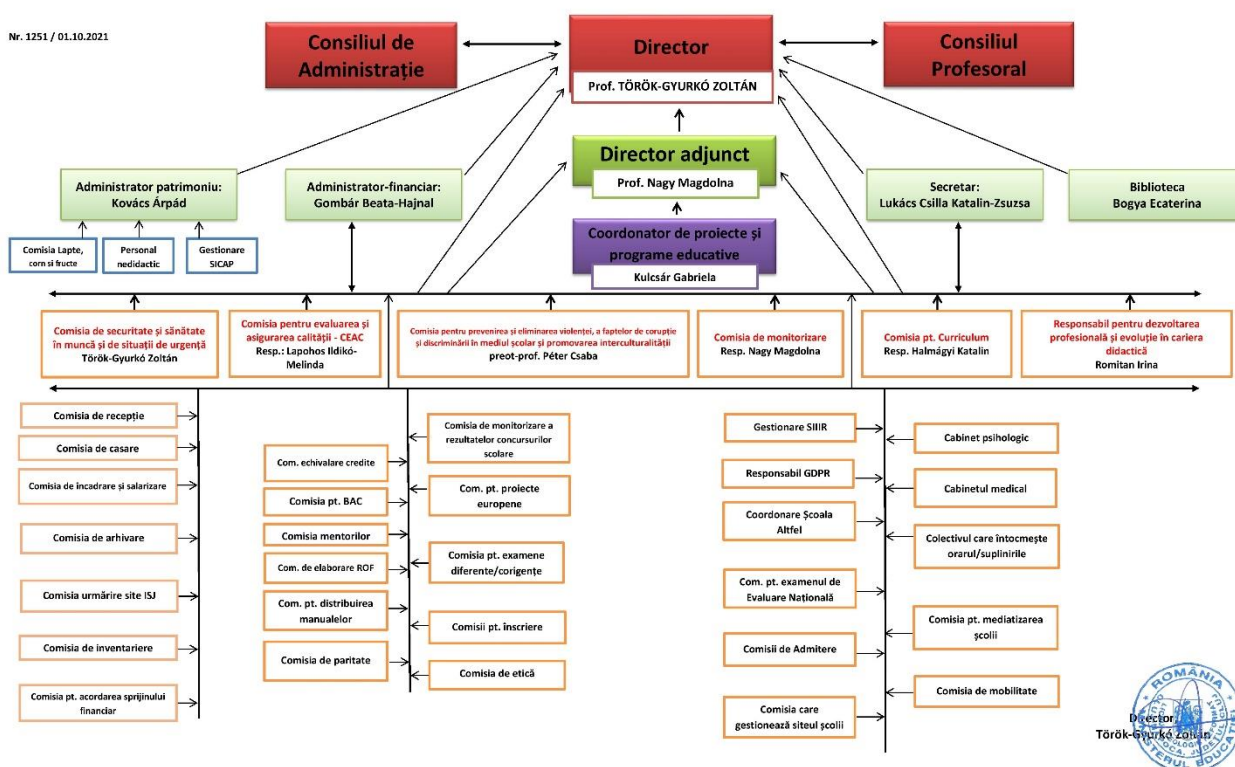 Nr. 1251 / 01.10.2021
Consiliul de
Administrație
Director
Prof. TÖRÖK-GYURKÓ ZOLTÁN
Consiliul
Profesoral
Director adjunct
Prof. Nagy Magdolna
Administrator patrimoniu:
Kovács Árpád
Administrator-financiar:
Gombár Beata-Hajnal
Secretar:
Lukács Csilla Katalin-Zsuzsa
Biblioteca
Bogya Ecaterina
Comisia Lapte,
corn si fructe
Personal
nedidactic
Gestionare
SICAP
Coordonator de proiecte și
programe educative
Kulcsár Gabriela
Comisia de securitate și sănătate
în muncă și de situații de urgență
Török-Gyurkó Zoltán
Comisia pentru evaluarea și
asigurarea calității - CEAC
Resp.: Lapohos Ildikó-
Melinda
Comisia pentru prevenirea și eliminarea violenței, a faptelor de corupție
și discriminării în mediul școlar și promovarea interculturalității
preot-prof. Péter Csaba
Comisia de monitorizare
Resp. Nagy Magdolna
Comisia pt. Curriculum
Resp. Halmágyi Katalin
Responsabil pentru dezvoltarea
profesională și evoluție în cariera
didactică
Romitan Irina
Comisia de recepție
Comisia de casare
Comisia de încadrare și salarizare
Comisia de arhivare
Comisia urmărire site ISJ
Comisia de inventariere
Comisia pt. acordarea sprijinului
financiar
Com. echivalare credite
Comisia pt. BAC
Comisia mentorilor
Com. de elaborare ROF
Com. pt. distribuirea
manualelor
Comisia de paritate
Comisia de monitorizare a
rezultatelor concursurilor
scolare
Com. pt. proiecte
europene
Comisia pt. examene
diferente/corigențe
Comisii pt. înscriere
Comisia de etică
Gestionare SIIIR
Responsabil GDPR
Coordonare Școala
Altfel
Com. pt. examenul de
Evaluare Națională
Comisii de Admitere
Comisia care
gestionează siteul școlii
Cabinet psihologic
Cabinetul medical
Colectivul care întocmește
orarul/suplinirile
Comisia pt. mediatizarea
școlii
Comisia de mobilitate
Director,
Török-Gyurkó Zoltán
ROMÂNIA